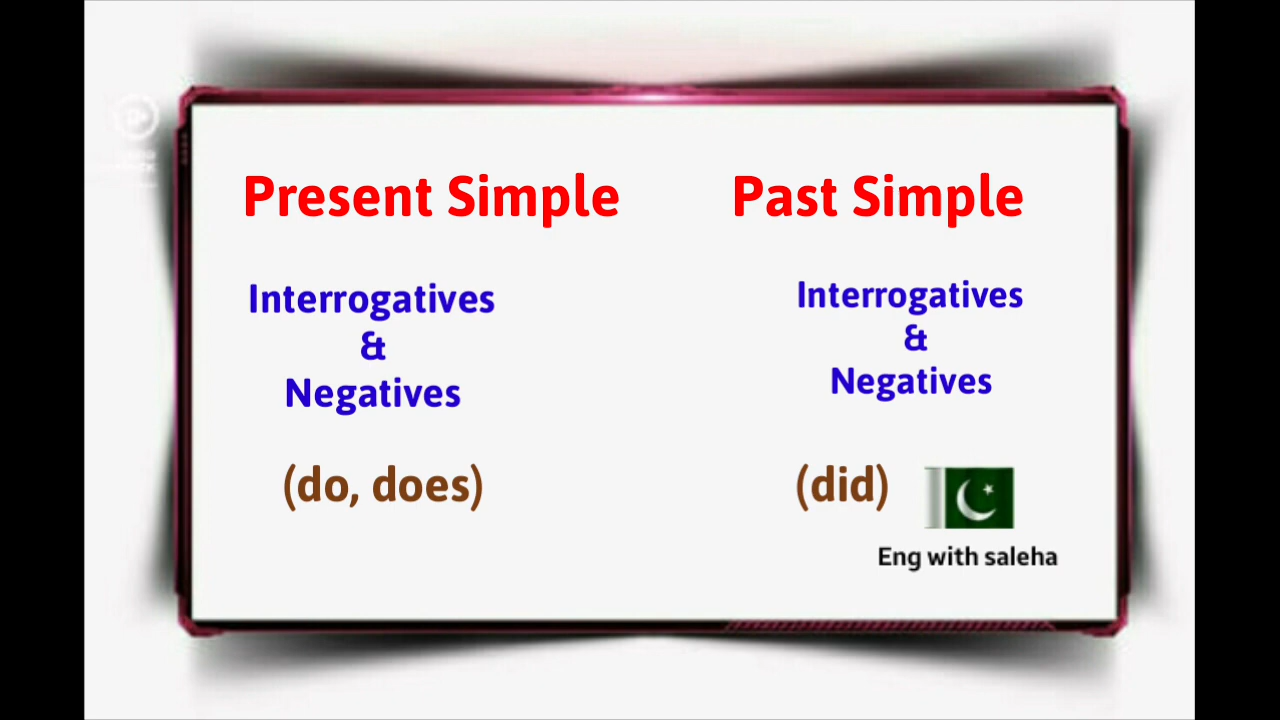 Present Simple
Past Simple
Interrogatives
&
Negatives
Interrogatives
&
Negatives
(do, does)
(did)
Eng with saleha